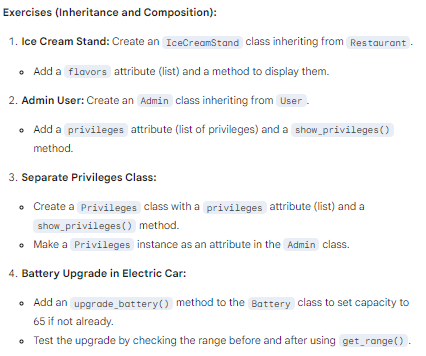 Exercises (Inheritance and Composition):
1. Ice Cream Stand: Create an IceCreamStand class inheriting from Restaurant .
Add a flavors attribute (list) and a method to display them.
2. Admin User: Create an Admin class inheriting from User .
Add a privileges attribute (list of privileges) and a show_privileges()
method.
3. Separate Privileges Class:
Create a Privileges class with a privileges attribute (list) and a
show_privileges() method.
Make a Privileges instance as an attribute in the Admin class.
4. Battery Upgrade in Electric Car:
Add an upgrade_battery() method to the Battery class to set capacity to
65 if not already.
Test the upgrade by checking the range before and after using get_range() .